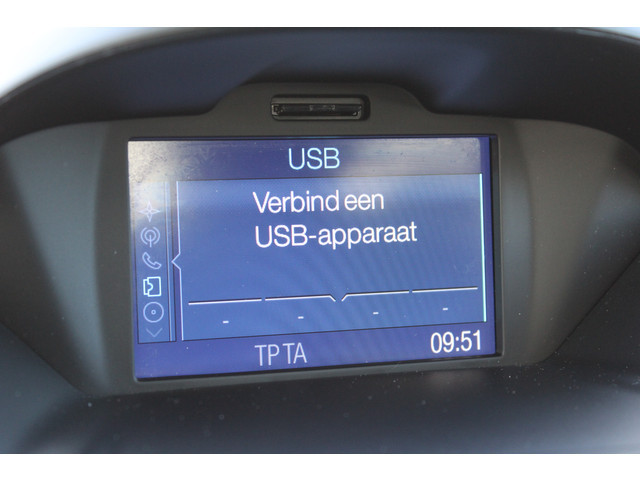 USB
Verbind een
USB-apparaat
- - - -
TP TA 09:51